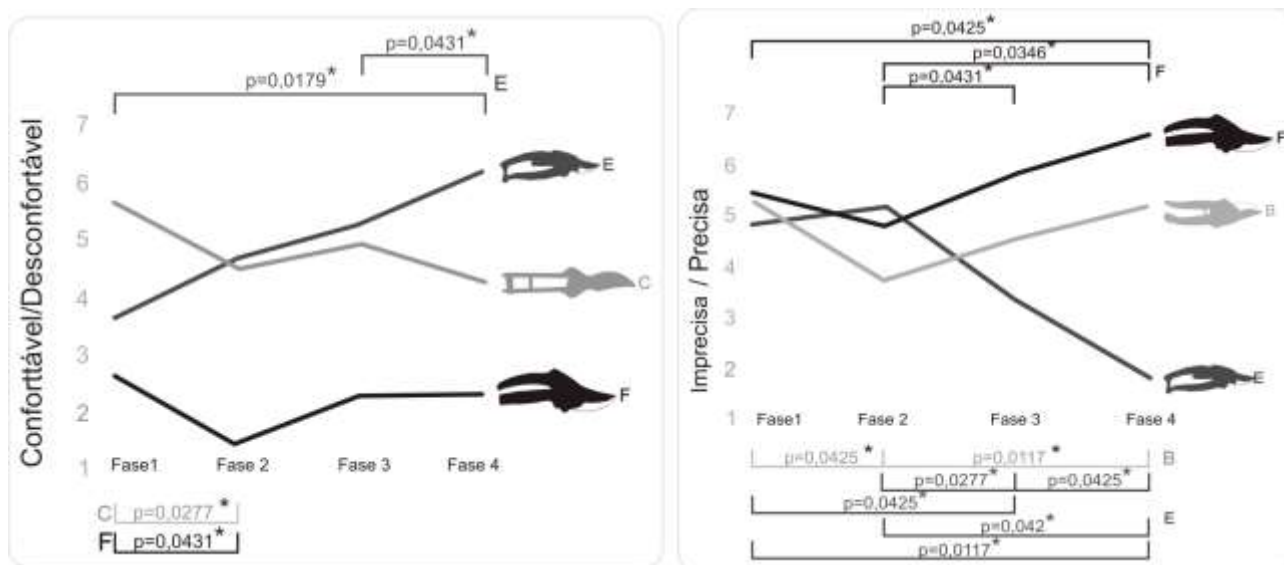 p=0,0431*
p=0,0179*
E
Conforttável/Desconfortável
7
6
5
4
3
2
1
E
C
F
Fase1
Fase 2
Fase 3
Fase 4
C
p=0,0277*
F
p=0,0431*
p=0,0425*
p=0,0346*
F
p=0,0431*
Imprecisa / Precisa
7
6
5
4
3
2
1
F
B
E
Fase1
Fase 2
Fase 3
Fase 4
p=0,0425*
p=0,0117*
B
p=0,0277*
p=0,0425*
p=0,0425*
E
p=0,042*
p=0,0117*